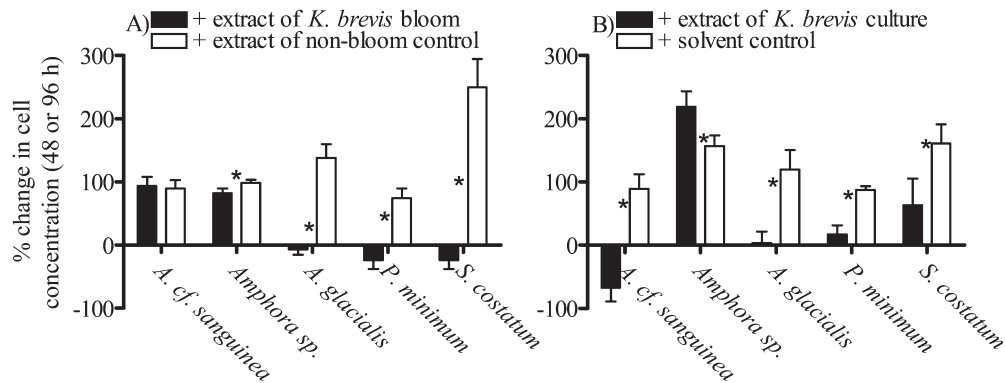 A) + extract of K. brevis bloom
+ extract of non-bloom control
B) + extract of K. brevis culture
+ solvent control
% change in cell
concentration (48 or 96 h)
300
200
100
0
-100
*
*
*
*
A. cf. sanguinea
Amphora sp.
A. glacialis
P. minimum
S. costatum
300
200
100
0
-100
*
*
*
*
*
A. cf. sanguinea
Amphora sp.
A. glacialis
P. minimum
S. costatum